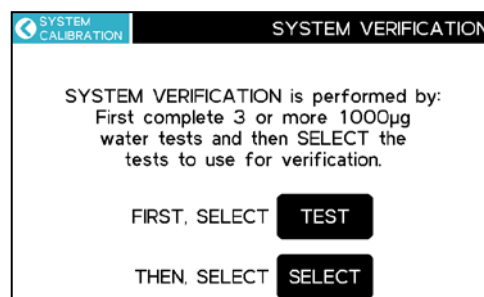 SYSTEM
CALIBRATION
SYSTEM VERIFICATION
SYSTEM VERIFICATION is performed by:
First complete 3 or more 1000µg
water tests and then SELECT the
tests to use for verification.
FIRST, SELECT TEST
THEN, SELECT SELECT